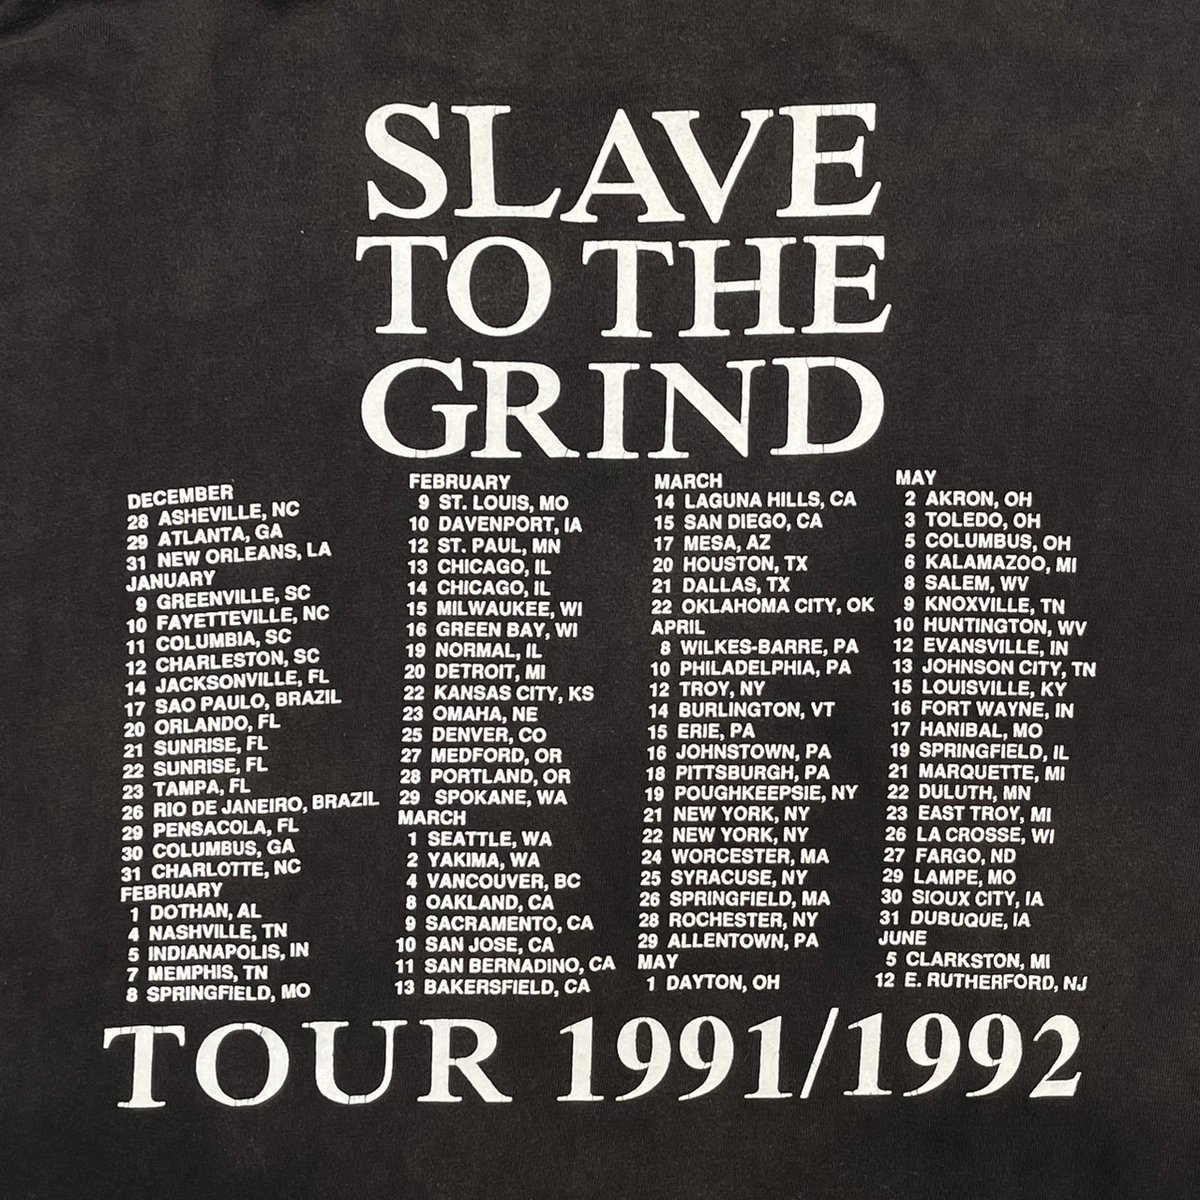 SLAVE
TO THE
GRIND
DECEMBER
28 ASHEVILLE, NC
29 ATLANTA, GA
31 NEW ORLEANS, LA
JANUARY
9 GREENVILLE, SC
10 FAYETTEVILLE, NC
11 COLUMBIA, SC
12 CHARLESTON, SC
14 JACKSONVILLE, FL
17 SAO PAULO, BRAZIL
20 ORLANDO, FL
21 SUNRISE, FL
22 SUNRISE, FL
23 TAMPA, FL
26 RIO DE JANEIRO, BRAZIL
29 PENSACOLA, FL
30 COLUMBUS, GA
31 CHARLOTTE, NC
FEBRUARY
1 DOTHAN, AL
4 NASHVILLE, TN
5 INDIANAPOLIS, IN
7 MEMPHIS, TN
8 SPRINGFIELD, MO
FEBRUARY
9 ST. LOUIS, MO
10 DAVENPORT, IA
12 ST. PAUL, MN
13 CHICAGO, IL
14 CHICAGO, IL
15 MILWAUKEE, WI
16 GREEN BAY, WI
19 NORMAL, IL
20 DETROIT, MI
22 KANSAS CITY, KS
23 OMAHA, NE
25 DENVER, CO
27 MEDFORD, OR
28 PORTLAND, OR
29 SPOKANE, WA
MARCH
1 SEATTLE, WA
2 YAKIMA, WA
4 VANCOUVER, BC
8 OAKLAND, CA
9 SACRAMENTO, CA
10 SAN JOSE, CA
11 SAN BERNADINO, CA
13 BAKERSFIELD, CA
MARCH
14 LAGUNA HILLS, CA
15 SAN DIEGO, CA
17 MESA, AZ
20 HOUSTON, TX
21 DALLAS, TX
22 OKLAHOMA CITY, OK
APRIL
8 WILKES-BARRE, PA
10 PHILADELPHIA, PA
12 TROY, NY
14 BURLINGTON, VT
15 ERIE, PA
16 JOHNSTOWN, PA
18 PITTSBURGH, PA
19 POUGHKEEPSIE, NY
21 NEW YORK, NY
22 NEW YORK, NY
24 WORCESTER, MA
25 SYRACUSE, NY
26 SPRINGFIELD, MA
28 ROCHESTER, NY
29 ALLENTOWN, PA
MAY
1 DAYTON, OH
MAY
2 AKRON, OH
3 TOLEDO, OH
5 COLUMBUS, OH
6 KALAMAZOO, MI
8 SALEM, WV
9 KNOXVILLE, TN
10 HUNTINGTON, WV
12 EVANSVILLE, IN
13 JOHNSON CITY, TN
15 LOUISVILLE, KY
16 FORT WAYNE, IN
17 HANIBAL, MO
19 SPRINGFIELD, IL
21 MARQUETTE, MI
22 DULUTH, MN
23 EAST TROY, MI
26 LA CROSSE, WI
27 FARGO, ND
29 LAMPE, MO
30 SIOUX CITY, IA
31 DUBUQUE, IA
JUNE
5 CLARKSTON, MI
12 E. RUTHERFORD, NJ
TOUR 1991/1992